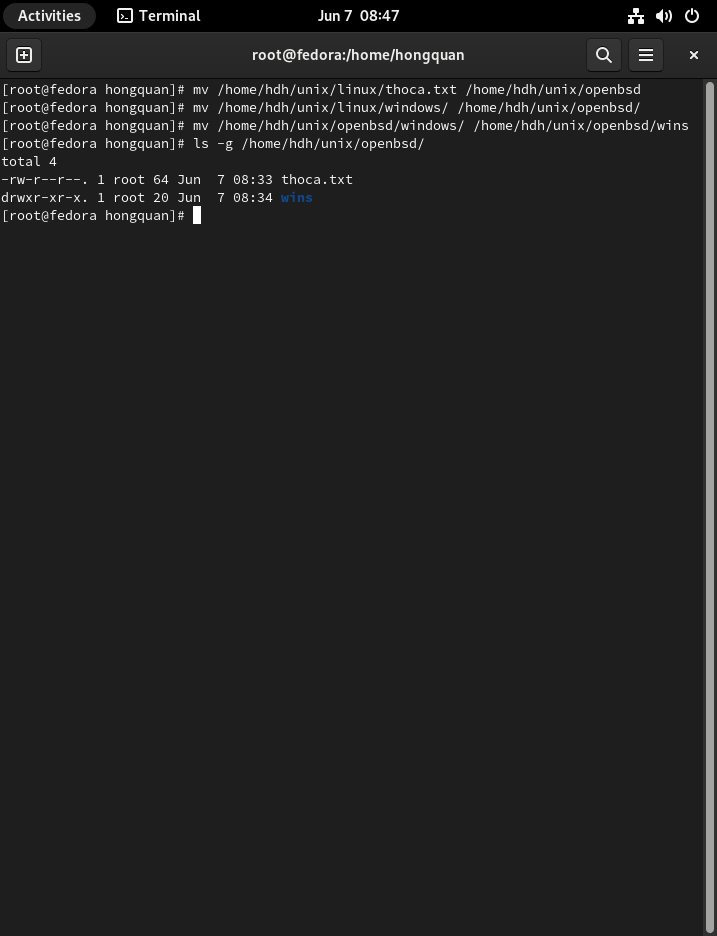 Activities Terminal Jun 7 08:47
root@fedora:/home/hongquan
[root@fedora hongquan]# mv /home/hdh/unix/linux/thoca.txt /home/hdh/unix/openbsd
[root@fedora hongquan]# mv /home/hdh/unix/linux/windows/ /home/hdh/unix/openbsd/
[root@fedora hongquan]# mv /home/hdh/unix/openbsd/windows/ /home/hdh/unix/openbsd/wins
[root@fedora hongquan]# ls -g /home/hdh/unix/openbsd/
total 4
-rw-r--r--. 1 root 64 Jun  7 08:33 thoca.txt
drwxr-xr-x. 1 root 20 Jun  7 08:34 wins
[root@fedora hongquan]#